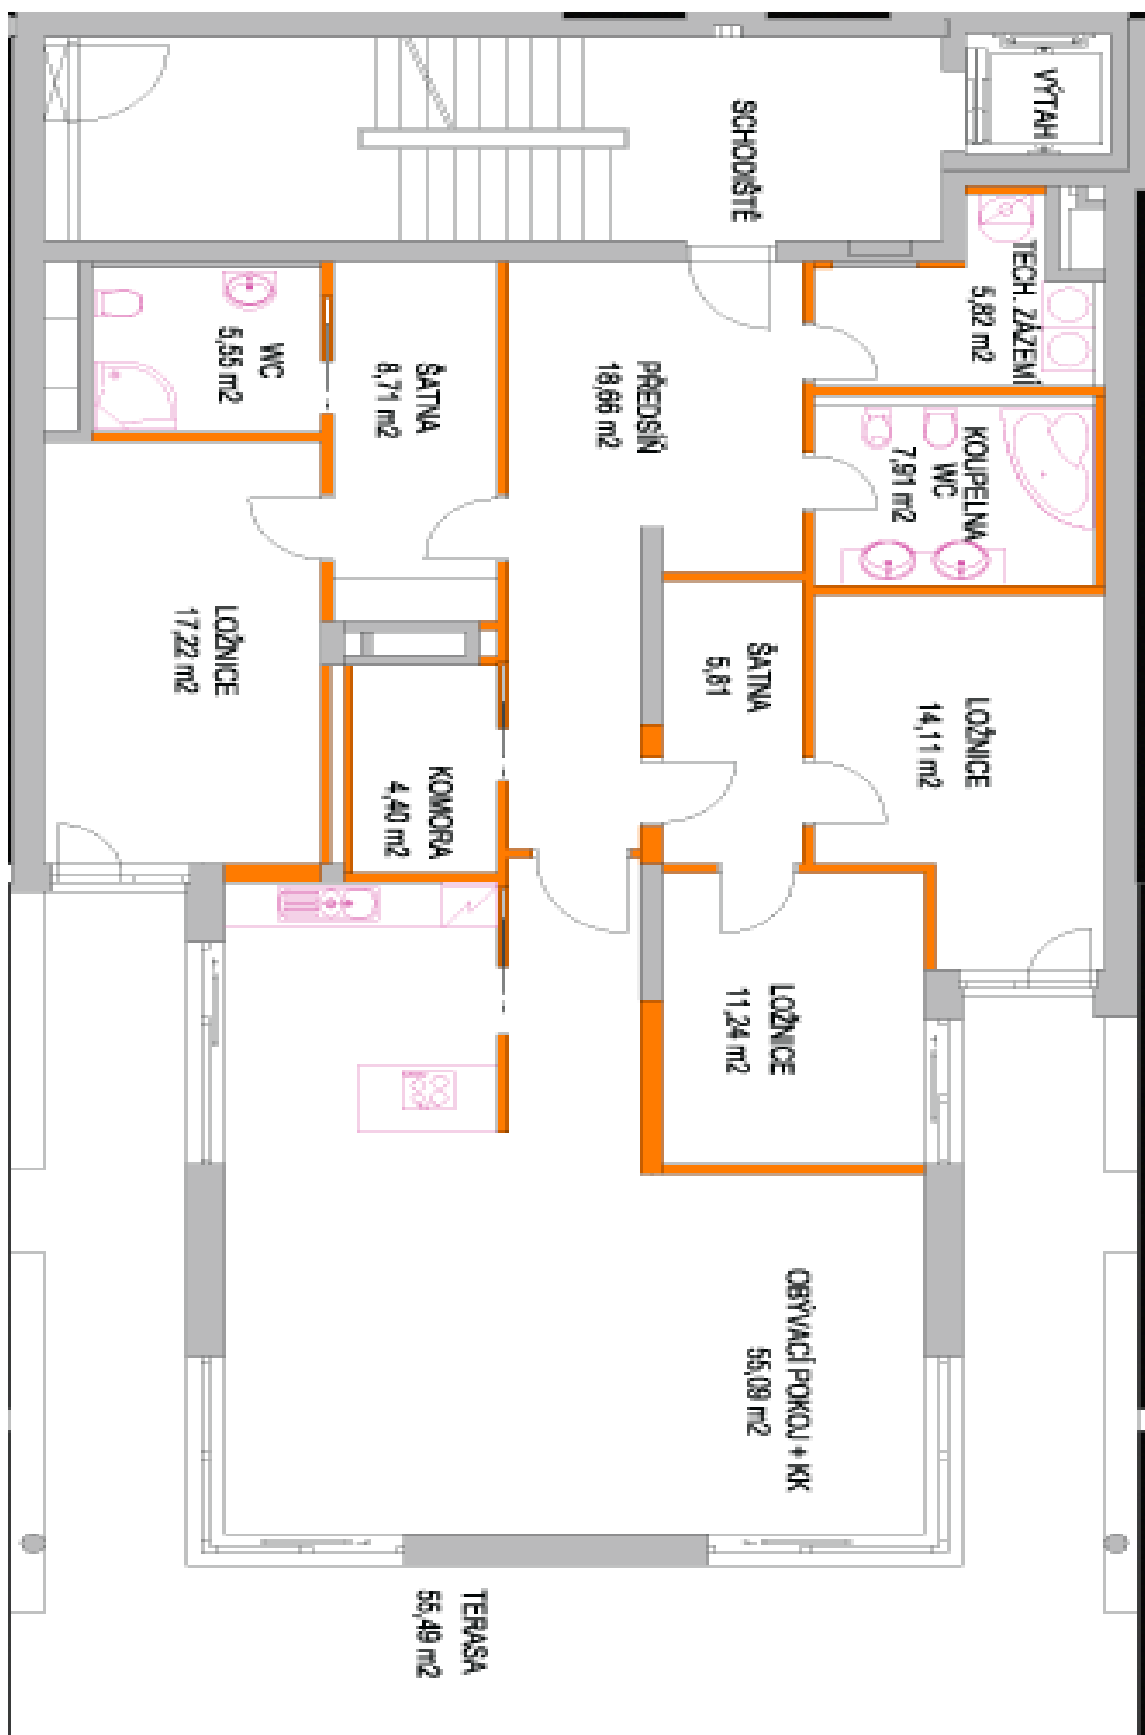 VÝTAH
SCHODIŠTĚ
TECH. ZÁZEMÍ
5,82 m2
WC
5,55 m2
ŠATNA
8,71 m2
PŘEDSÍŇ
18,66 m2
KOUPELNA
WC
7,91 m2
LOŽNICE
17,22 m2
ŠATNA
5,81
LOŽNICE
14,11 m2
KOMORA
4,40 m2
LOŽNICE
11,24 m2
OBÝVACÍ POKOJ + KK
55,09 m2
TERASA
55,49 m2